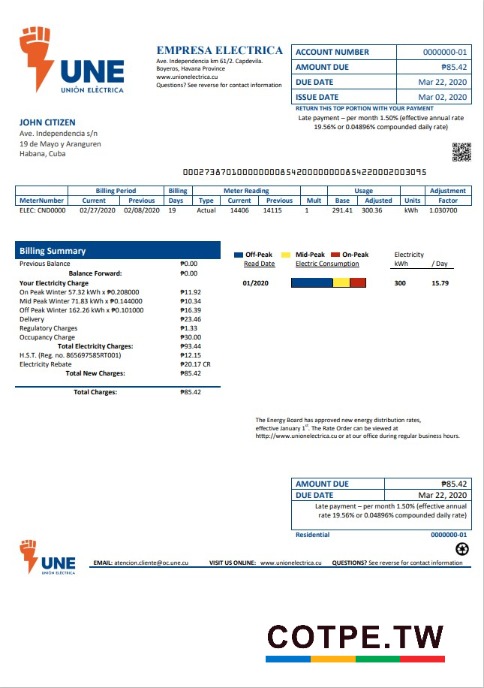 UNE
UNIÓN ELÉCTRICA
EMPRESA ELECTRICA
Ave. Independencia km 61/2. Capdevila.
Boyeros, Havana Province
www.unionelectrica.cu
Questions? See reverse for contact information
ACCOUNT NUMBER 0000000-01
AMOUNT DUE ₱85.42
DUE DATE Mar 22, 2020
ISSUE DATE Mar 02, 2020
RETURN THIS TOP PORTION WITH YOUR PAYMENT
Late payment – per month 1.50% (effective annual rate
19.56% or 0.04896% compounded daily rate)
JOHN CITIZEN
Ave. Independencia s/n
19 de Mayo y Aranguren
Habana, Cuba
Billing Period Billing Meter Reading Usage Adjustment
MeterNumber Current Previous Days Type Current Previous Mult Base Adjusted Units Factor
ELEC: CND0000 02/27/2020 02/08/2020 19 Actual 14406 14115 1 291.41 300.36 kWh 1.030700
Billing Summary
Previous Balance ₱0.00
Balance Forward: ₱0.00
Your Electricity Charge
On Peak Winter 57.32 kWh x ₱0.208000 ₱11.92
Mid Peak Winter 71.83 kWh x ₱0.144000 ₱10.34
Off Peak Winter 162.26 kWh x ₱0.101000 ₱16.39
Delivery ₱23.46
Regulatory Charges ₱1.33
Occupancy Charge ₱30.00
Total Electricity Charges: ₱93.44
H.S.T. (Reg. no. 865697585RT001) ₱12.15
Electricity Rebate ₱20.17 CR
Total New Charges: ₱85.42
Total Charges: ₱85.42
Off-Peak Mid-Peak On-Peak Electricity
Read Date Electric Consumption kWh / Day
01/2020 300 15.79
The Energy Board has approved new energy distribution rates,
effective January 1st. The Rate Order can be viewed at
htttp://www.unionelectrica.cu or at our office during regular business hours.
AMOUNT DUE ₱85.42
DUE DATE Mar 22, 2020
Late payment – per month 1.50% (effective annual
rate 19.56% or 0.04896% compounded daily rate)
Residential 0000000-01
UNE
UNIÓN ELÉCTRICA
EMAIL: atencion.cliente@oc.une.cu VISIT US ONLINE: www.unionelectrica.cu QUESTIONS? See reverse for contact information
COTPE.TW